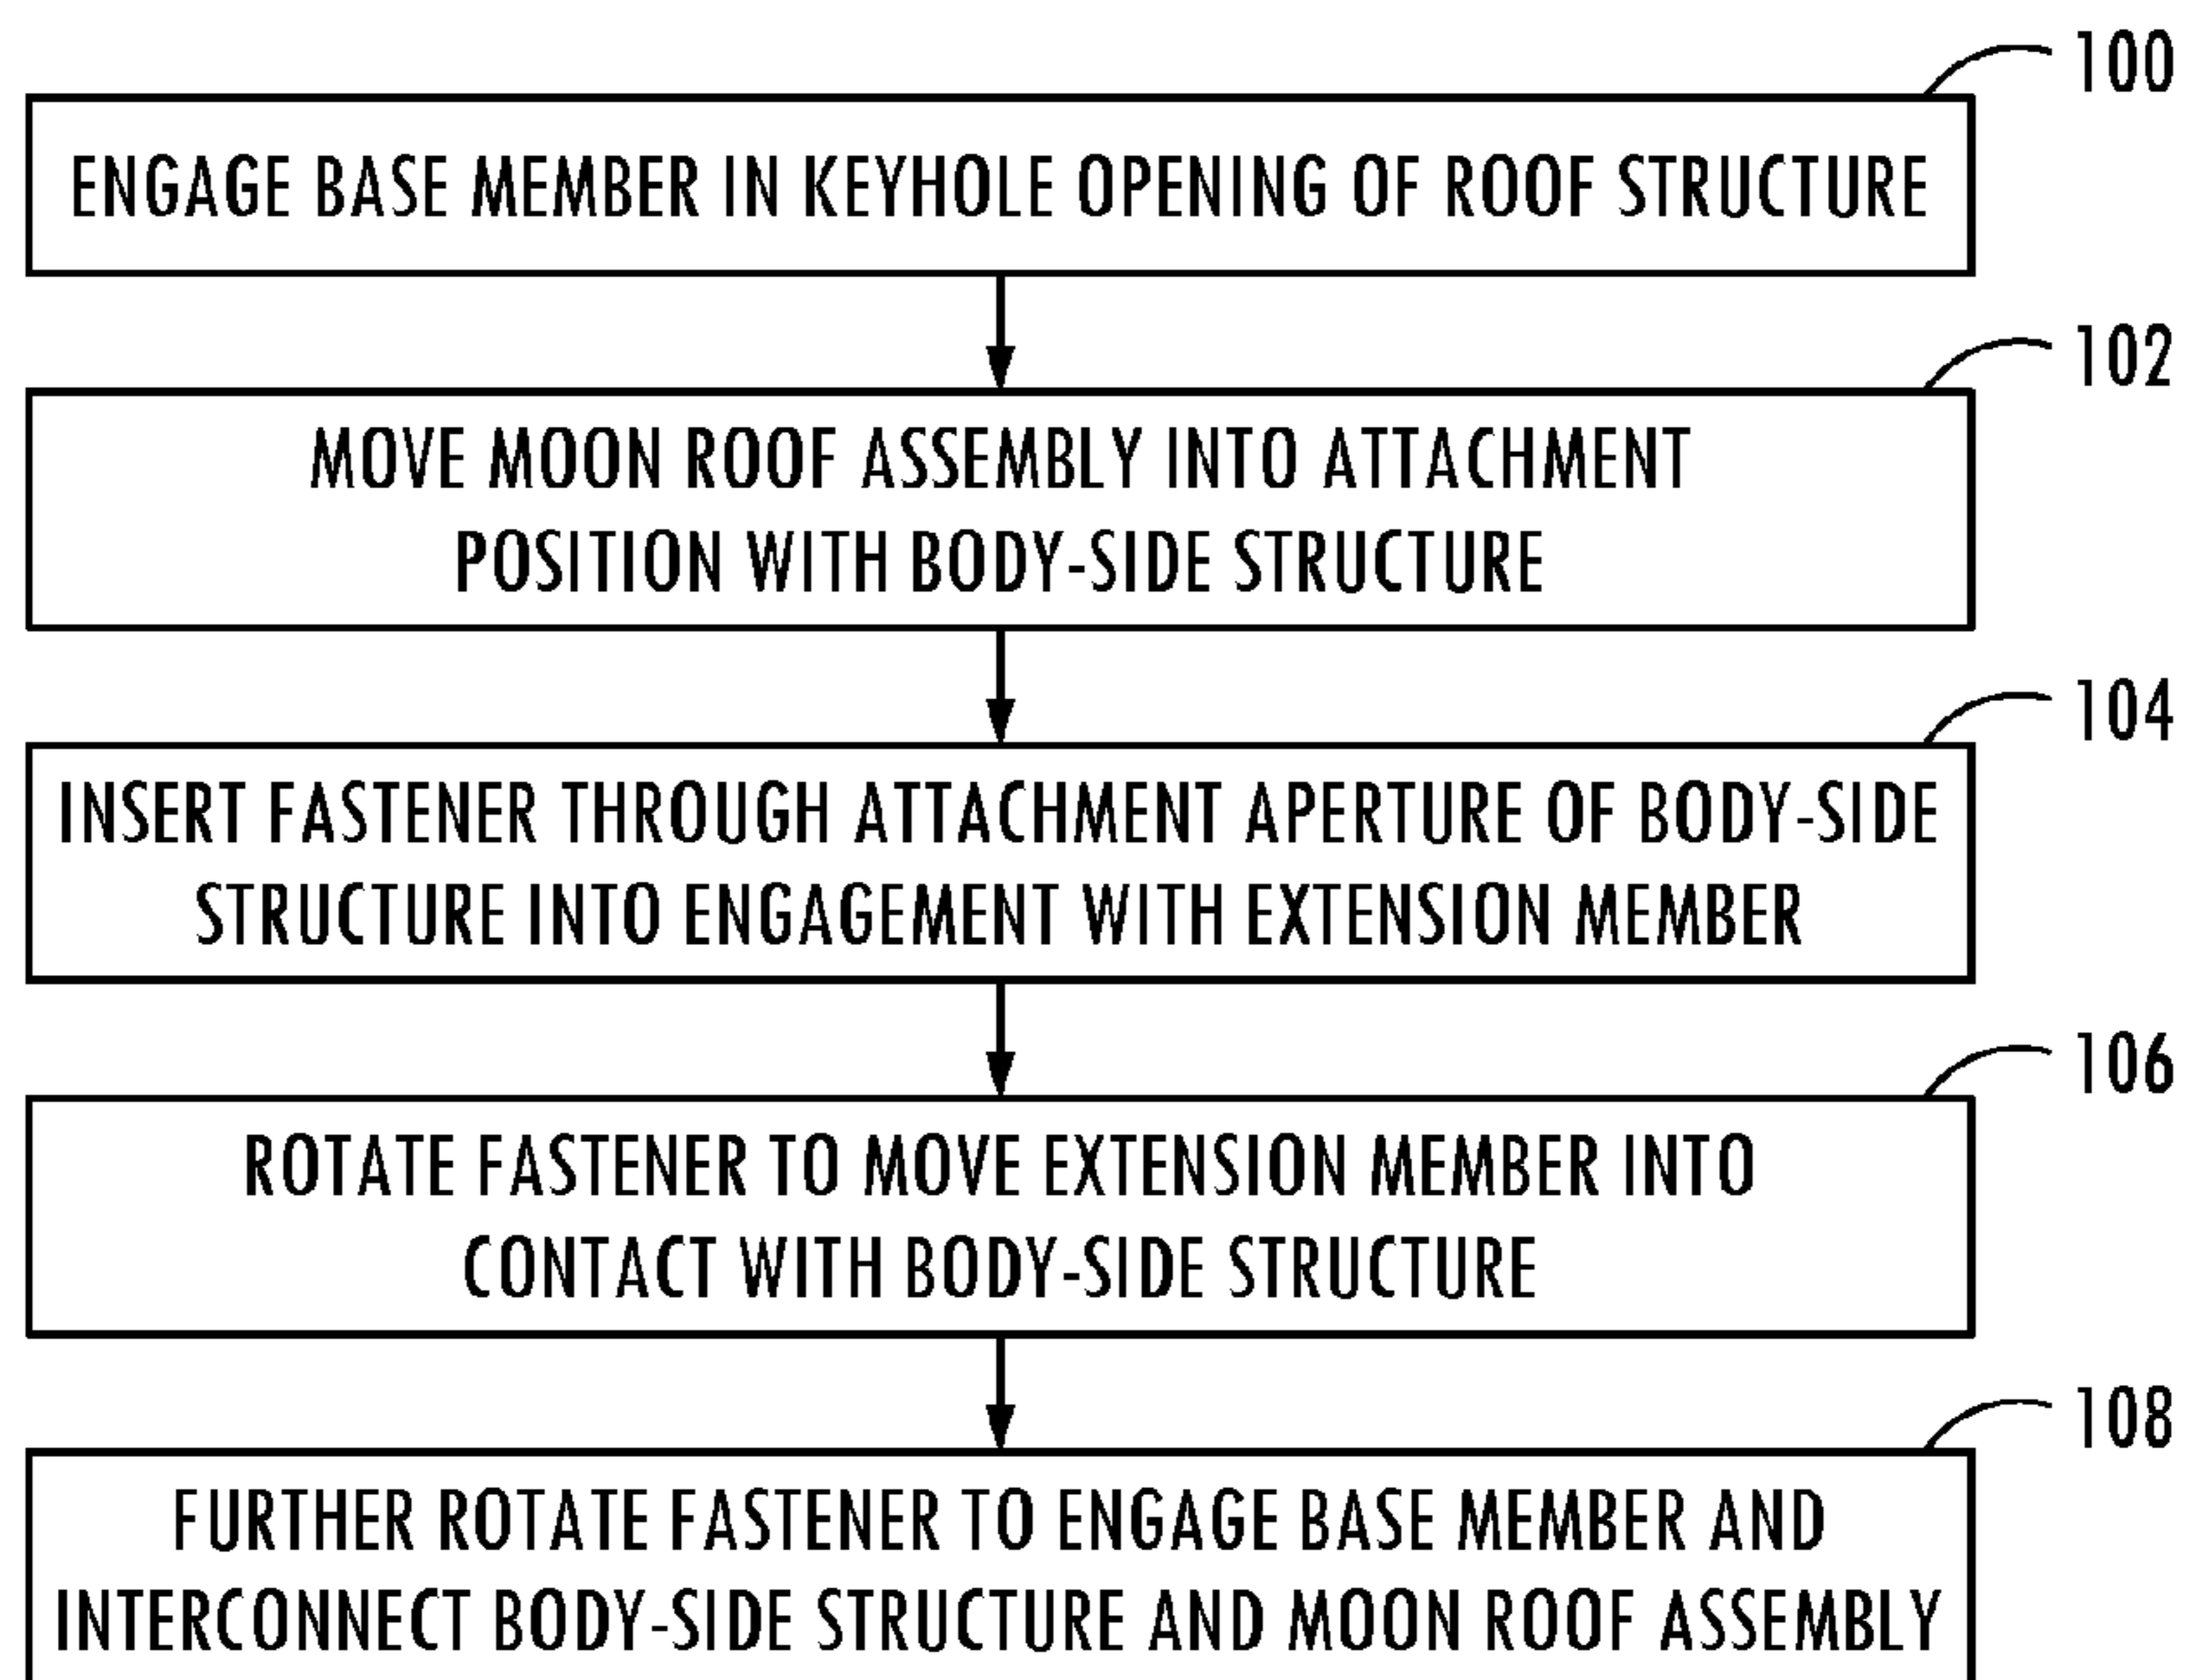 100
ENGAGE BASE MEMBER IN KEYHOLE OPENING OF ROOF STRUCTURE
102
MOVE MOON ROOF ASSEMBLY INTO ATTACHMENT
POSITION WITH BODY-SIDE STRUCTURE
104
INSERT FASTENER THROUGH ATTACHMENT APERTURE OF BODY-SIDE
STRUCTURE INTO ENGAGEMENT WITH EXTENSION MEMBER
106
ROTATE FASTENER TO MOVE EXTENSION MEMBER INTO
CONTACT WITH BODY-SIDE STRUCTURE
108
FURTHER ROTATE FASTENER TO ENGAGE BASE MEMBER AND
INTERCONNECT BODY-SIDE STRUCTURE AND MOON ROOF ASSEMBLY